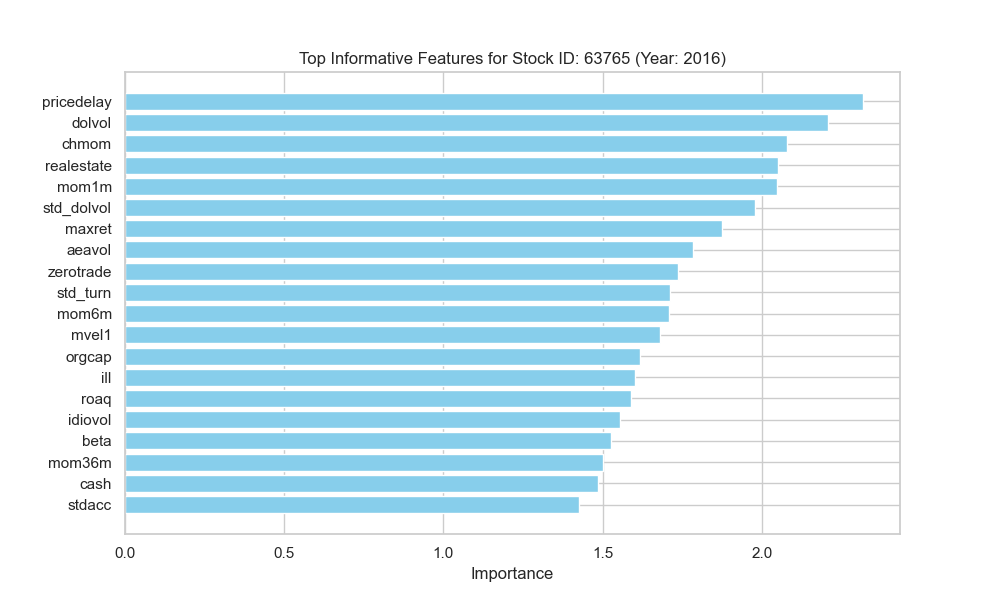 Top Informative Features for Stock ID: 63765 (Year: 2016)
pricedelay
dolvol
chmom
realestate
mom1m
std_dolvol
maxret
aeavol
zerotrade
std_turn
mom6m
mvel1
orgcap
ill
roaq
idiovol
beta
mom36m
cash
stdacc
0.0 0.5 1.0 1.5 2.0
Importance